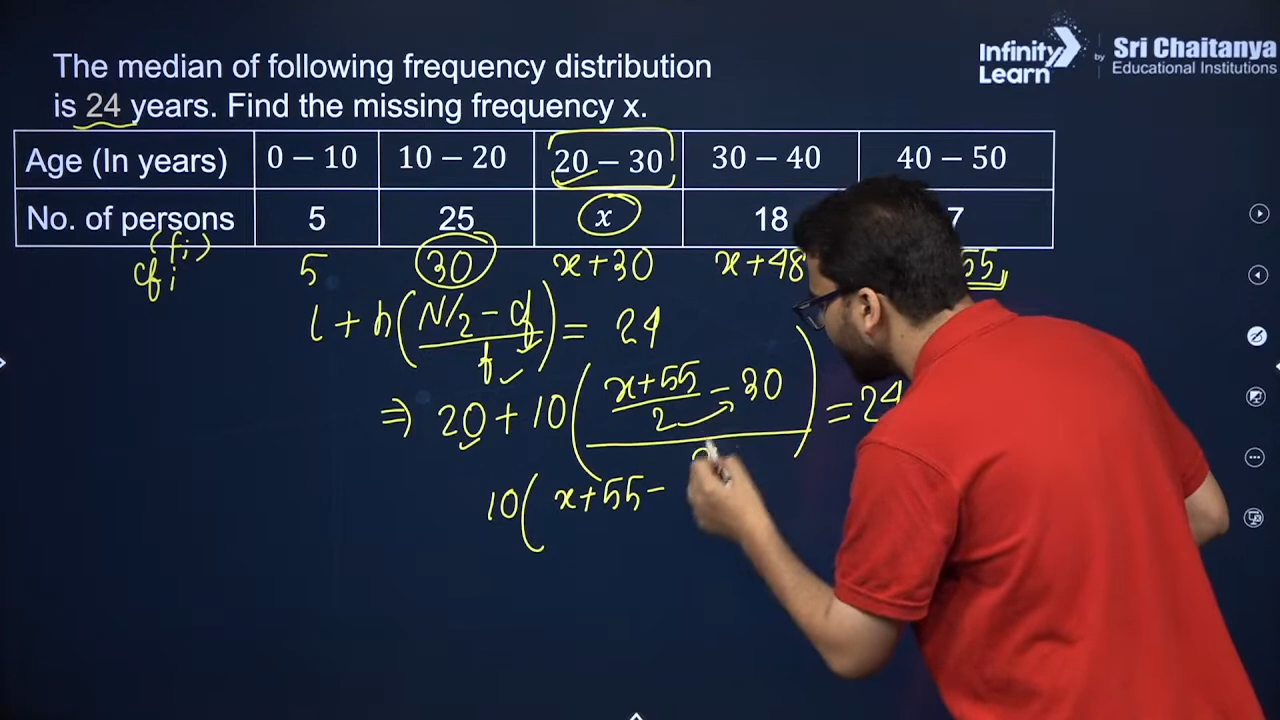 The median of following frequency distribution
is 24 years. Find the missing frequency x.
Infinity Learn by Sri Chaitanya Educational Institutions
Age (In years) 0 – 10 10 – 20 20 – 30 30 – 40 40 – 50
No. of persons 5 25 x 18 7
(fi)
cfi 5 30 x+30 x+48 55
l + h(N/2 - cf / f) = 24
⇒ 20 + 10(x+55/2 - 30 / ) = 24
10( x+55-